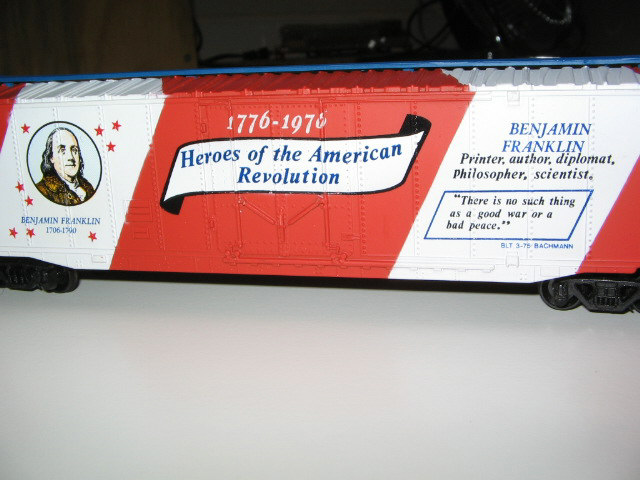 1776-1976
Heroes of the American
Revolution
BENJAMIN FRANKLIN
1706-1790
BENJAMIN
FRANKLIN
Printer, author, diplomat,
Philosopher, scientist.
"There is no such thing
as a good war or a
bad peace."
BLT 3-75 BACHMANN